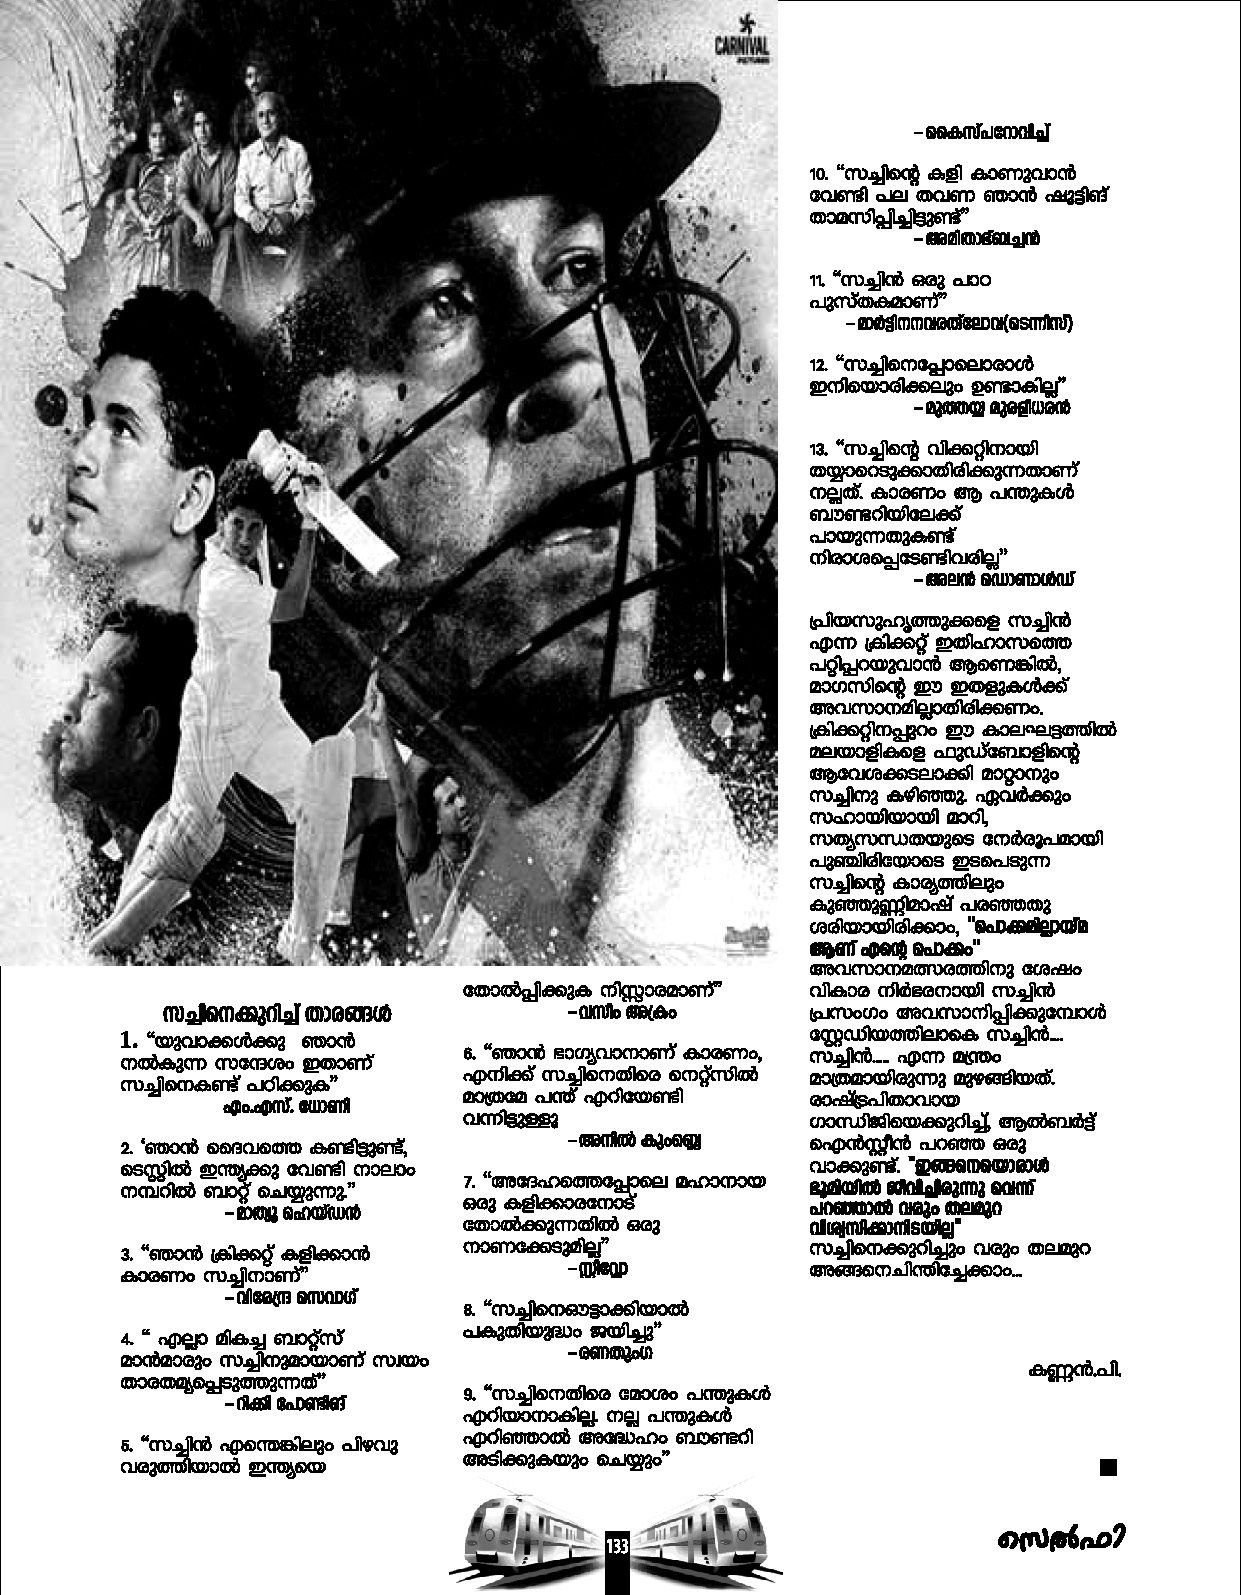 CARNIVAL
PICTURES
സച്ചിനെക്കുറിച്ച് താരങ്ങൾ
1. “യുവാക്കൾക്കു ഞാൻ
നൽകുന്ന സന്ദേശം ഇതാണ്
സച്ചിനെകണ്ട് പഠിക്കുക”
എം.എസ്. ധോണി
2. ‘ഞാൻ ദൈവത്തെ കണ്ടിട്ടുണ്ട്,
ടെസ്റ്റിൽ ഇന്ത്യക്കു വേണ്ടി നാലാം
നമ്പറിൽ ബാറ്റ് ചെയ്യുന്നു.”
– മാത്യൂ ഹെയ്ഡൻ
3. “ഞാൻ ക്രിക്കറ്റ് കളിക്കാൻ
കാരണം സച്ചിനാണ്”
– വിരേന്ദ്ര സെവാഗ്
4. “ എല്ലാ മികച്ച ബാറ്റ്സ്
മാൻമാരും സച്ചിനുമായാണ് സ്വയം
താരതമ്യപ്പെടുത്തുന്നത്”
– റിക്കി പോണ്ടിങ്
5. “സച്ചിൻ എന്തെങ്കിലും പിഴവു
വരുത്തിയാൽ ഇന്ത്യയെ
തോൽപ്പിക്കുക നിസ്സാരമാണ്”
– വസീം അക്രം
6. “ഞാൻ ഭാഗ്യവാനാണ് കാരണം,
എനിക്ക് സച്ചിനെതിരെ നെറ്റ്സിൽ
മാത്രമേ പന്ത് എറിയേണ്ടി
വന്നിട്ടുള്ളൂ
– അനിൽ കുംബ്ലെ
7. “അദേഹത്തെപ്പോലെ മഹാനായ
ഒരു കളിക്കാരനോട്
തോൽക്കുന്നതിൽ ഒരു
നാണക്കേടുമില്ല”
– സ്റ്റീവ്വോ
8. “സച്ചിനെഔട്ടാക്കിയാൽ
പകുതിയുദ്ധം ജയിച്ചു”
– രണതുംഗ
9. “സച്ചിനെതിരെ മോശം പന്തുകൾ
എറിയാനാകില്ല. നല്ല പന്തുകൾ
എറിഞ്ഞാൽ അദ്ധേഹം ബൗണ്ടറി
അടിക്കുകയും ചെയ്യും”
– കൈസ്പനോവിച്ച്
10. “സച്ചിന്റെ കളി കാണുവാൻ
വേണ്ടി പല തവണ ഞാൻ ഷൂട്ടിങ്
താമസിപ്പിച്ചിട്ടുണ്ട്”
– അമിതാഭ്ബച്ചൻ
11. “സച്ചിൻ ഒരു പാഠ
പുസ്തകമാണ്”
– മാർട്ടിനനവരത്‌ലോവ(ടെന്നീസ്)
12. “സച്ചിനെപ്പോലൊരാൾ
ഇനിയൊരിക്കലും ഉണ്ടാകില്ല”
– മുത്തയ്യ മുരളീധരൻ
13. “സച്ചിന്റെ വിക്കറ്റിനായി
തയ്യാറെടുക്കാതിരിക്കുന്നതാണ്
നല്ലത്. കാരണം ആ പന്തുകൾ
ബൗണ്ടറിയിലേക്ക്
പായുന്നതുകണ്ട്
നിരാശപ്പെടേണ്ടിവരില്ല”
– അലൻ ഡൊണാൾഡ്
പ്രിയസുഹൃത്തുക്കളെ സച്ചിൻ
എന്ന ക്രിക്കറ്റ് ഇതിഹാസത്തെ
പറ്റിപ്പറയുവാൻ ആണെങ്കിൽ,
മാഗസിന്റെ ഈ ഇതളുകൾക്ക്
അവസാനമില്ലാതിരിക്കണം.
ക്രിക്കറ്റിനപ്പുറം ഈ കാലഘട്ടത്തിൽ
മലയാളികളെ ഫുഡ്ബോളിന്റെ
ആവേശക്കടലാക്കി മാറ്റാനും
സച്ചിനു കഴിഞ്ഞു. ഏവർക്കും
സഹായിയായി മാറി,
സത്യസന്ധതയുടെ നേർരൂപമായി
പുഞ്ചിരിയോടെ ഇടപെടുന്ന
സച്ചിന്റെ കാര്യത്തിലും
കുഞ്ഞുണ്ണിമാഷ് പരഞ്ഞതു
ശരിയായിരിക്കാം, "പൊക്കമില്ലായ്മ
ആണ് എന്റെ പൊക്കം"
അവസാനമത്സരത്തിനു ശേഷം
വികാര നിർഭരനായി സച്ചിൻ
പ്രസംഗം അവസാനിപ്പിക്കുമ്പോൾ
സ്റ്റേഡിയത്തിലാകെ സച്ചിൻ....
സച്ചിൻ.... എന്ന മന്ത്രം
മാത്രമായിരുന്നു മുഴങ്ങിയത്.
രാഷ്ട്രപിതാവായ
ഗാന്ധിജിയെക്കുറിച്ച്, ആൽബർട്ട്
ഐൻസ്റ്റീൻ പറഞ്ഞ ഒരു
വാക്കുണ്ട്. "ഇങ്ങനെയൊരാൾ
ഭൂമിയിൽ ജീവിച്ചിരുന്നു വെന്ന്
പറഞ്ഞാൽ വരും തലമുറ
വിശ്വസിക്കാനിടയില്ല"
സച്ചിനെക്കുറിച്ചും വരും തലമുറ
അങ്ങനെചിന്തിച്ചേക്കാം...
കണ്ണൻ.പി.
133
സെൽഫി